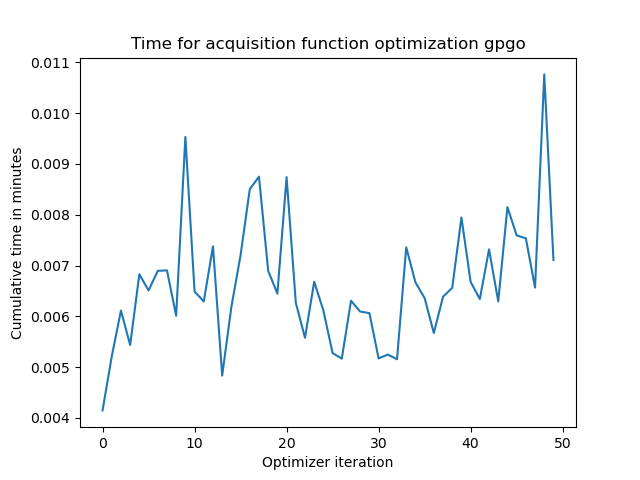 Time for acquisition function optimization gpgo
Cumulative time in minutes
0.011
0.010
0.009
0.008
0.007
0.006
0.005
0.004
0 10 20 30 40 50
Optimizer iteration